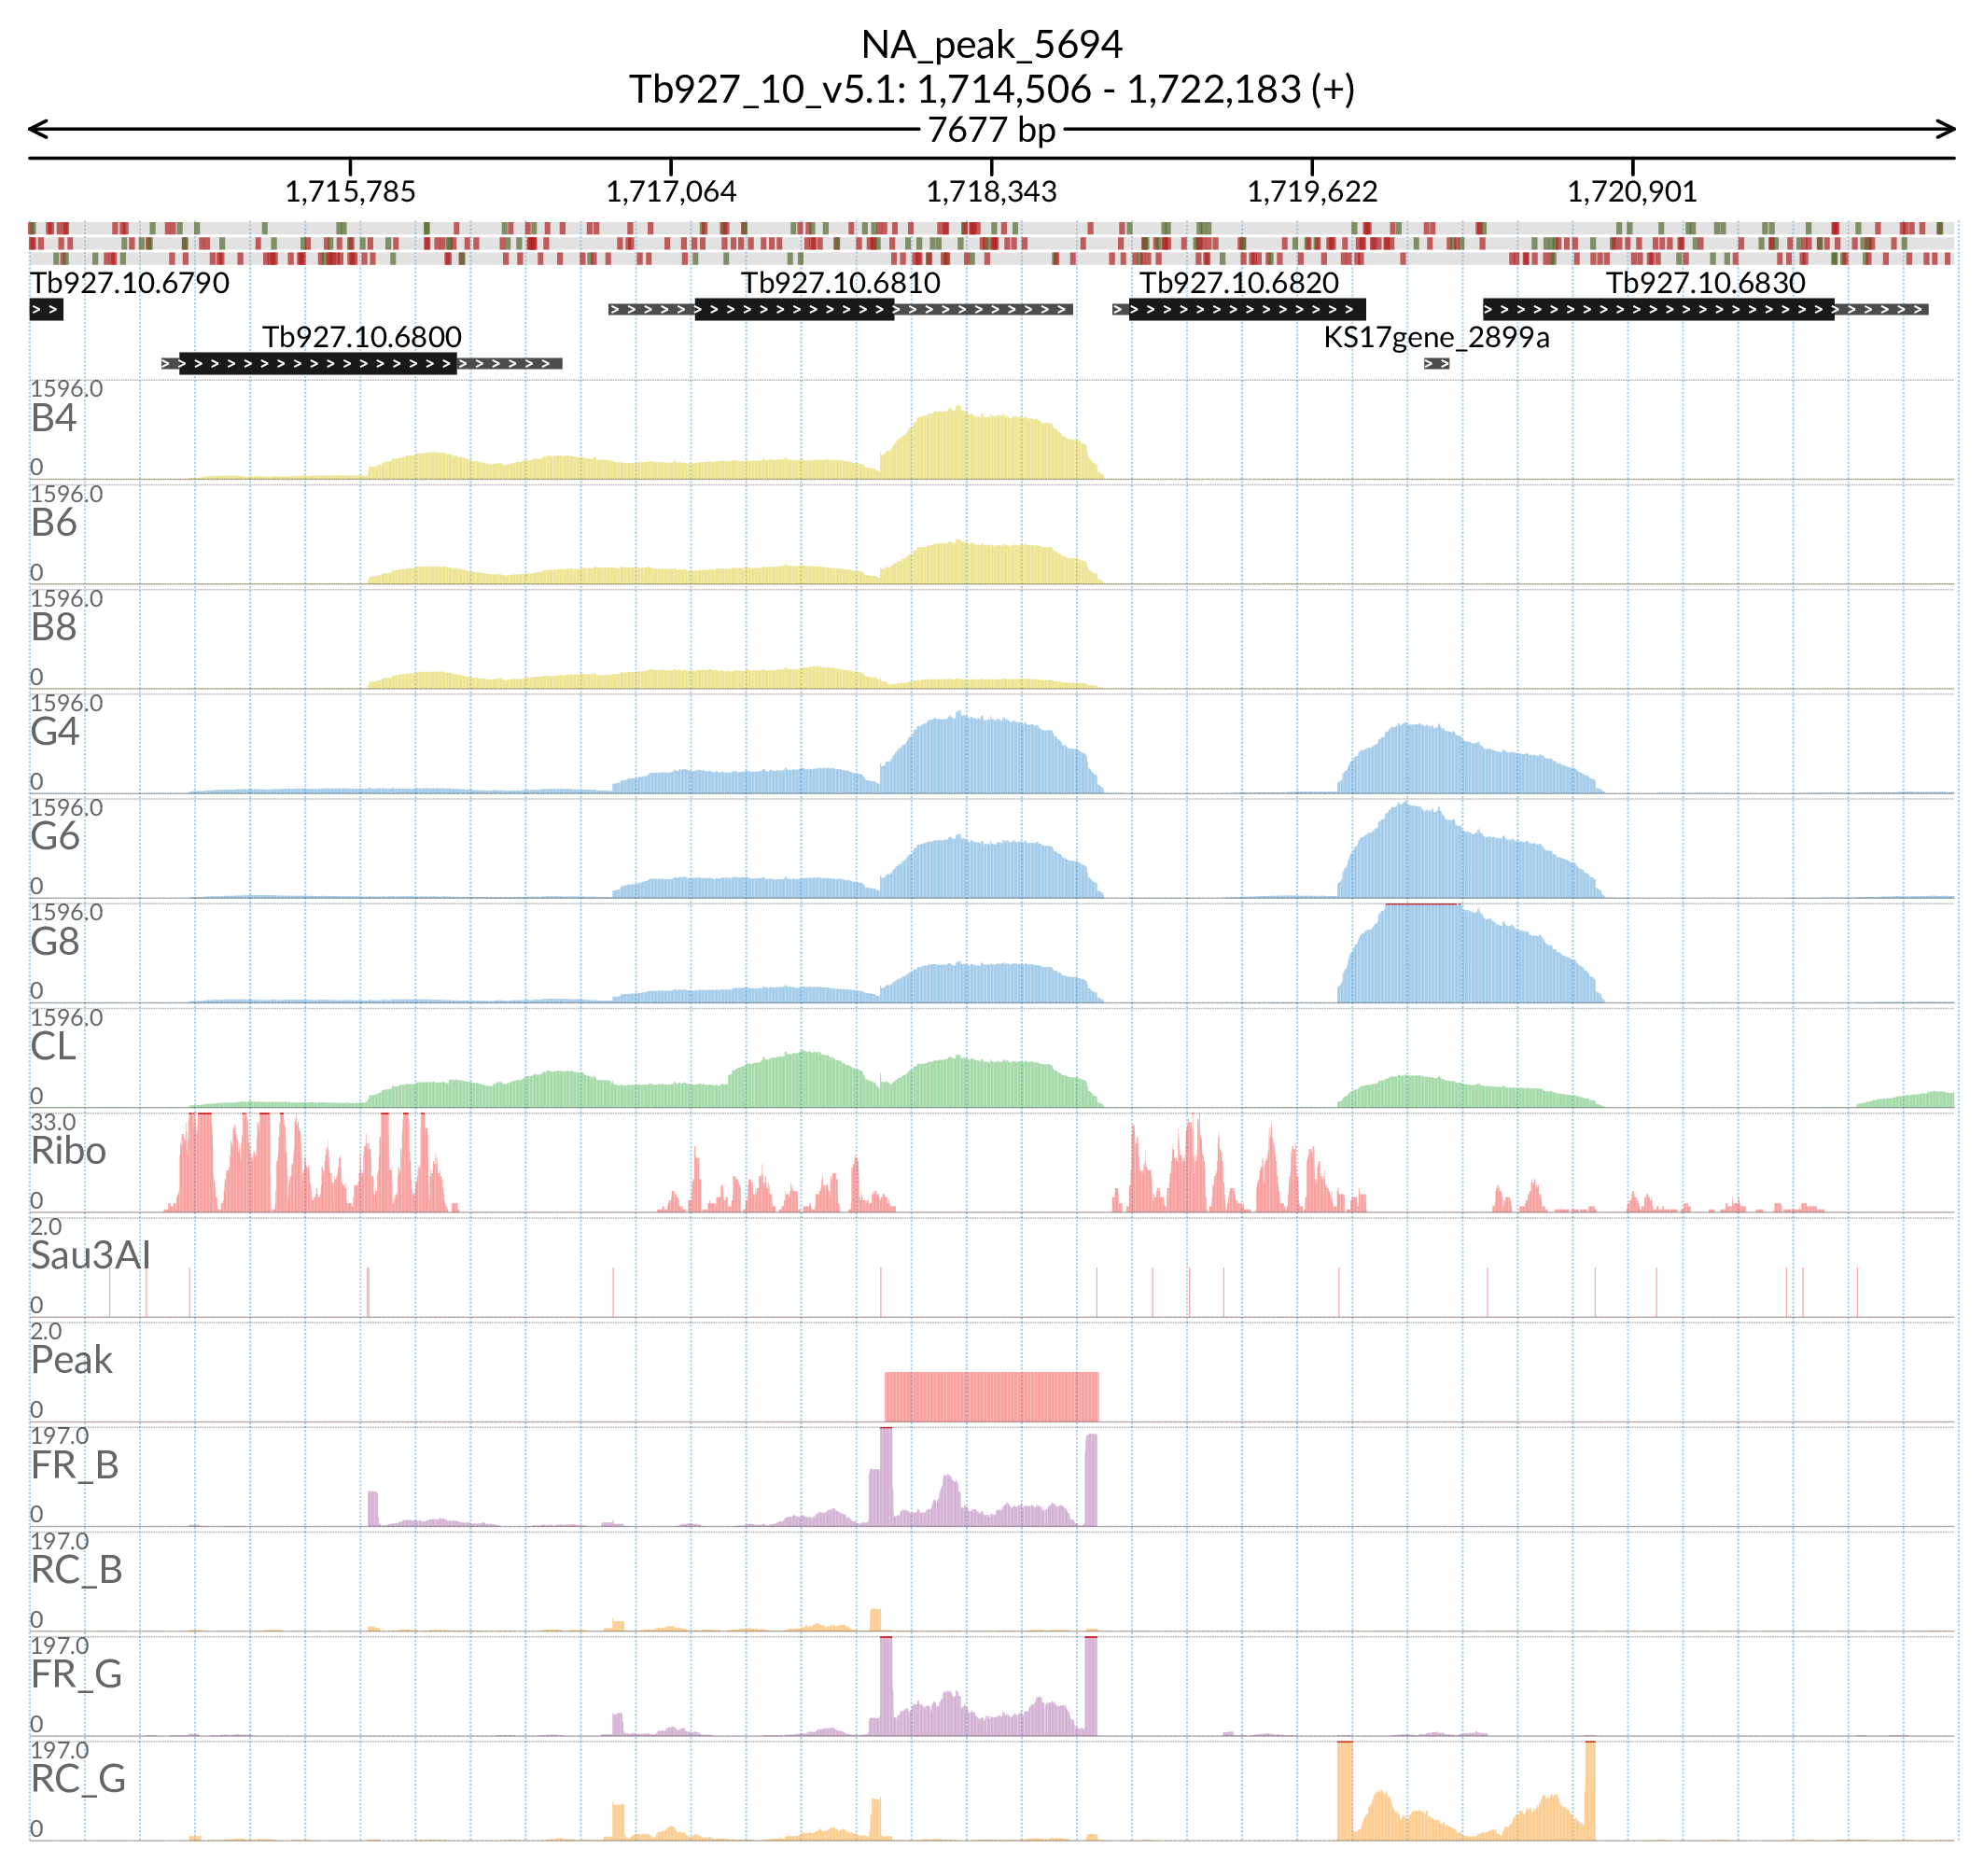 NA_peak_5694
Tb927_10_v5.1: 1,714,506 - 1,722,183 (+)
7677 bp
1,715,785 1,717,064 1,718,343 1,719,622 1,720,901
Tb927.10.6790 Tb927.10.6810 Tb927.10.6820 Tb927.10.6830
Tb927.10.6800 KS17gene_2899a
1596.0
B4
0
1596.0
B6
0
1596.0
B8
0
1596.0
G4
0
1596.0
G6
0
1596.0
G8
0
1596.0
CL
0
33.0
Ribo
0
2.0
Sau3AI
0
2.0
Peak
0
197.0
FR_B
0
197.0
RC_B
0
197.0
FR_G
0
197.0
RC_G
0